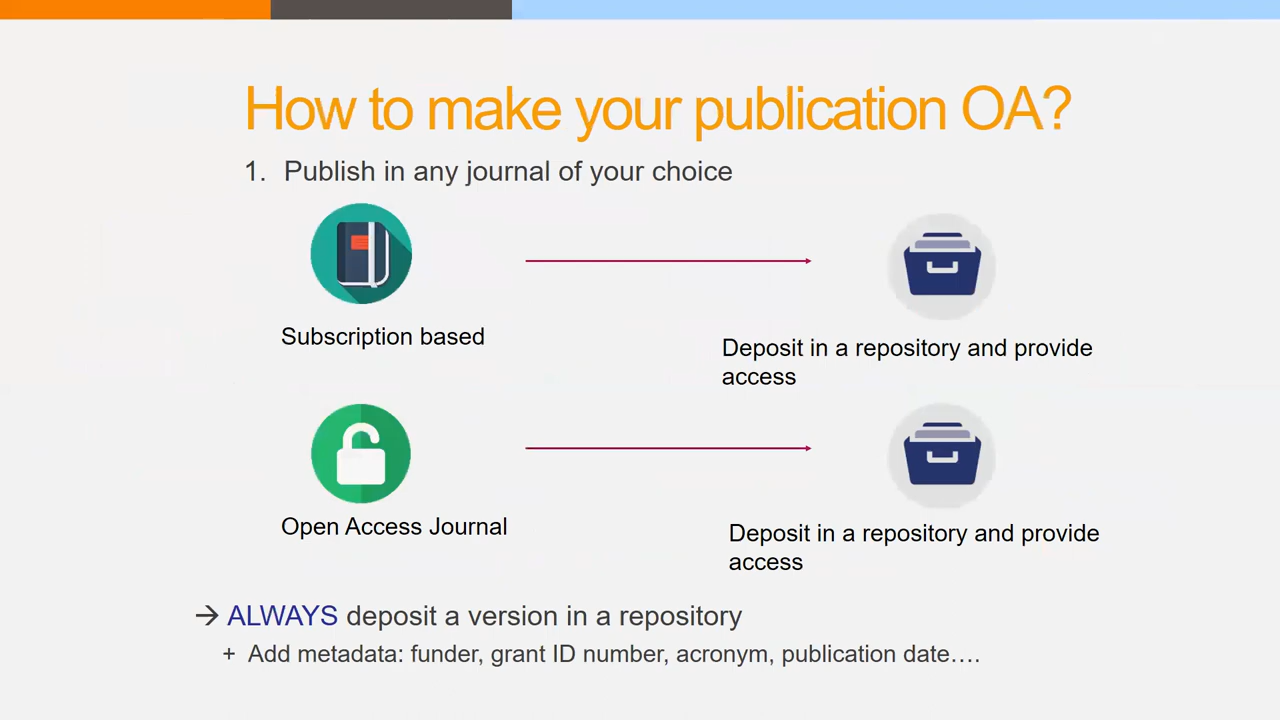 How to make your publication OA?
1. Publish in any journal of your choice
Subscription based
Deposit in a repository and provide
access
Open Access Journal
Deposit in a repository and provide
access
→ ALWAYS deposit a version in a repository
+ Add metadata: funder, grant ID number, acronym, publication date….